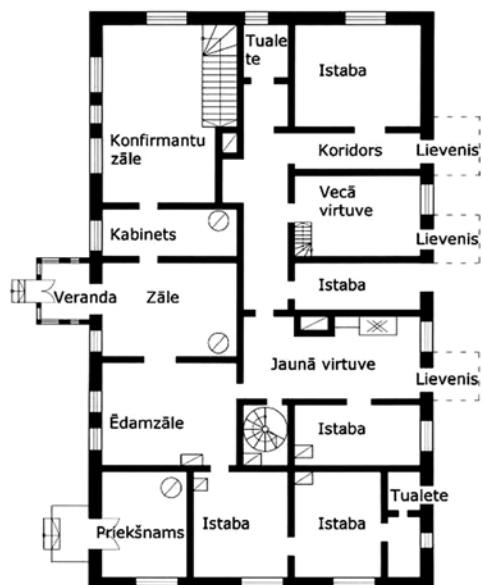 Tuale
te
Istaba
Konfirmantu
zāle
Koridors
Lievenis
Vecā
virtuve
Kabinets
Lievenis
Veranda
Zāle
Istaba
Jaunā virtuve
Lievenis
Ēdamzāle
Istaba
Tualete
Priekšnams
Istaba
Istaba